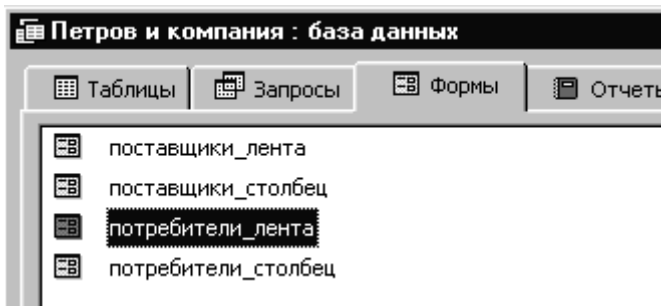 Петров и компания : база данных
Таблицы Запросы Формы Отчеты
поставщики_лента
поставщики_столбец
потребители_лента
потребители_столбец